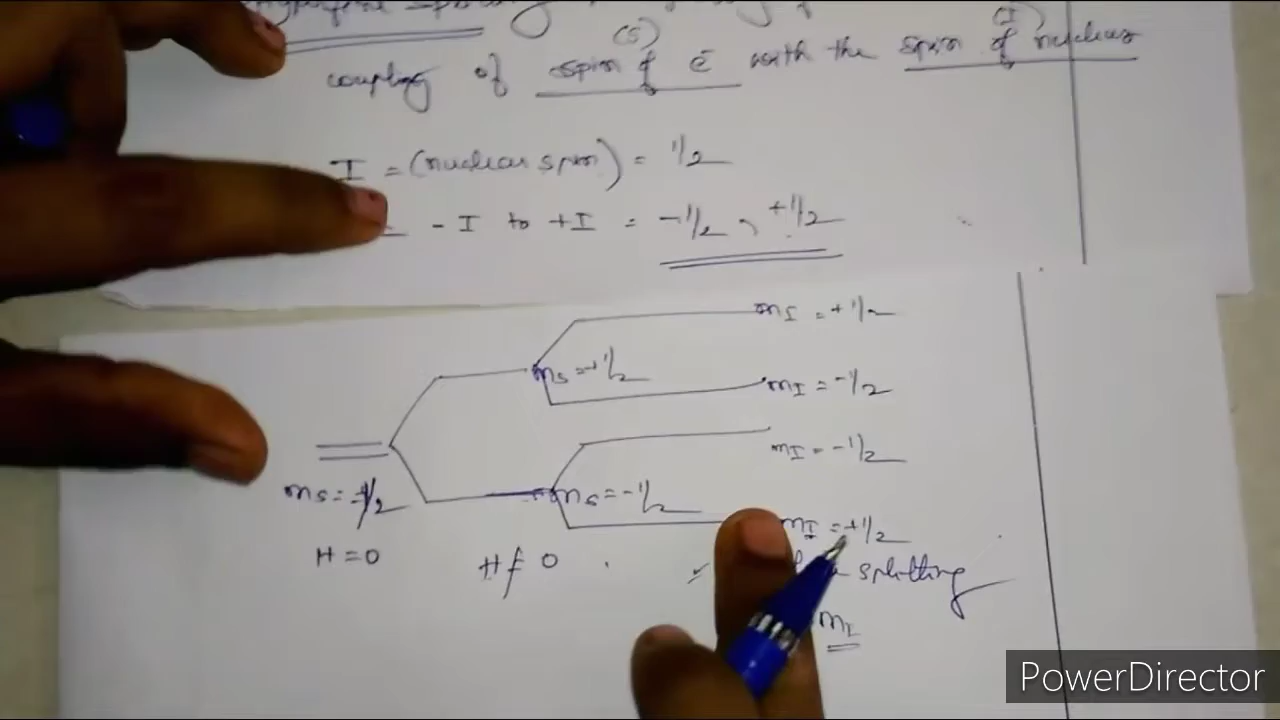 coupling of spin of ē with the spin of nucleus
(S) (I)
I = (nuclear spin) = 1/2
- I to + I = -1/2, +1/2
mI = +1/2
ms = +1/2
mI = -1/2
mI = -1/2
ms = -1/2
ms = -1/2
mI = +1/2
H = 0
H ≠ 0
✓ splitting
mI
PowerDirector